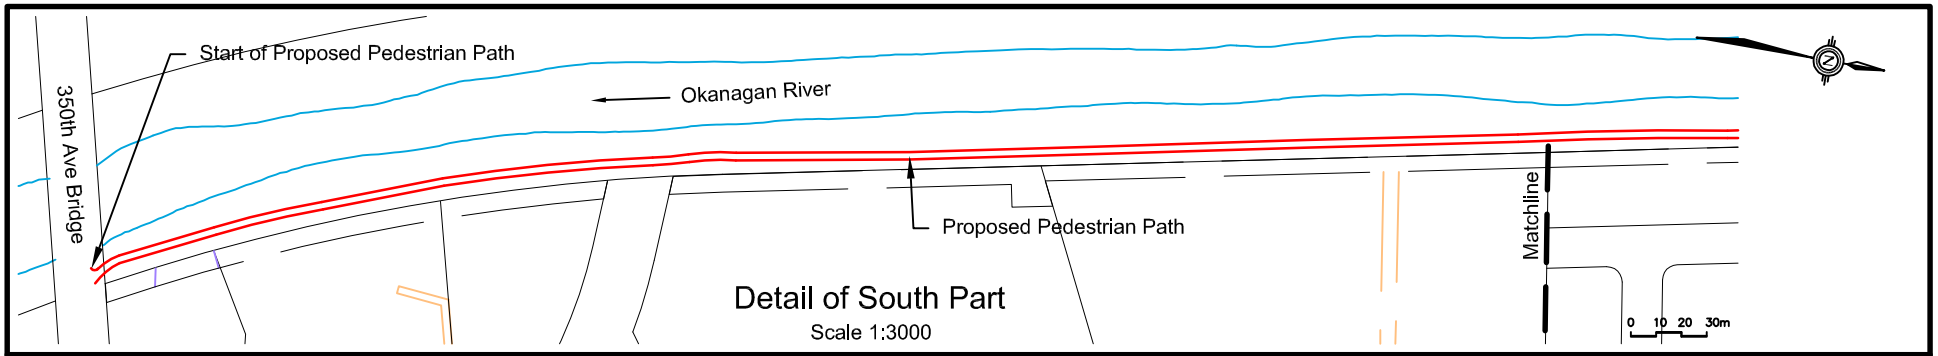 Start of Proposed Pedestrian Path
350th Ave Bridge
Okanagan River
N
Proposed Pedestrian Path
Matchline
Detail of South Part
Scale 1:3000
0 10 20 30m